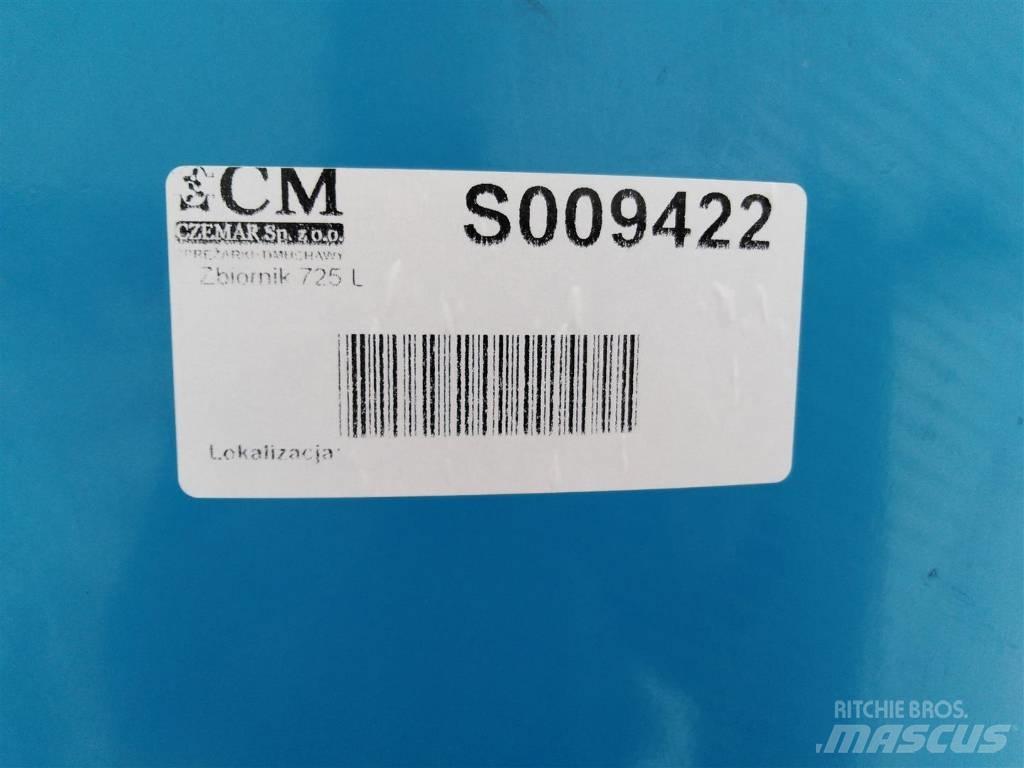 CM
S009422
CZEMAR Sp. z o.o.
SPRĘŻARKI-DMUCHAWY
Zbiornik 725 L
Lokalizacja:
RITCHIE BROS.
MASCUS